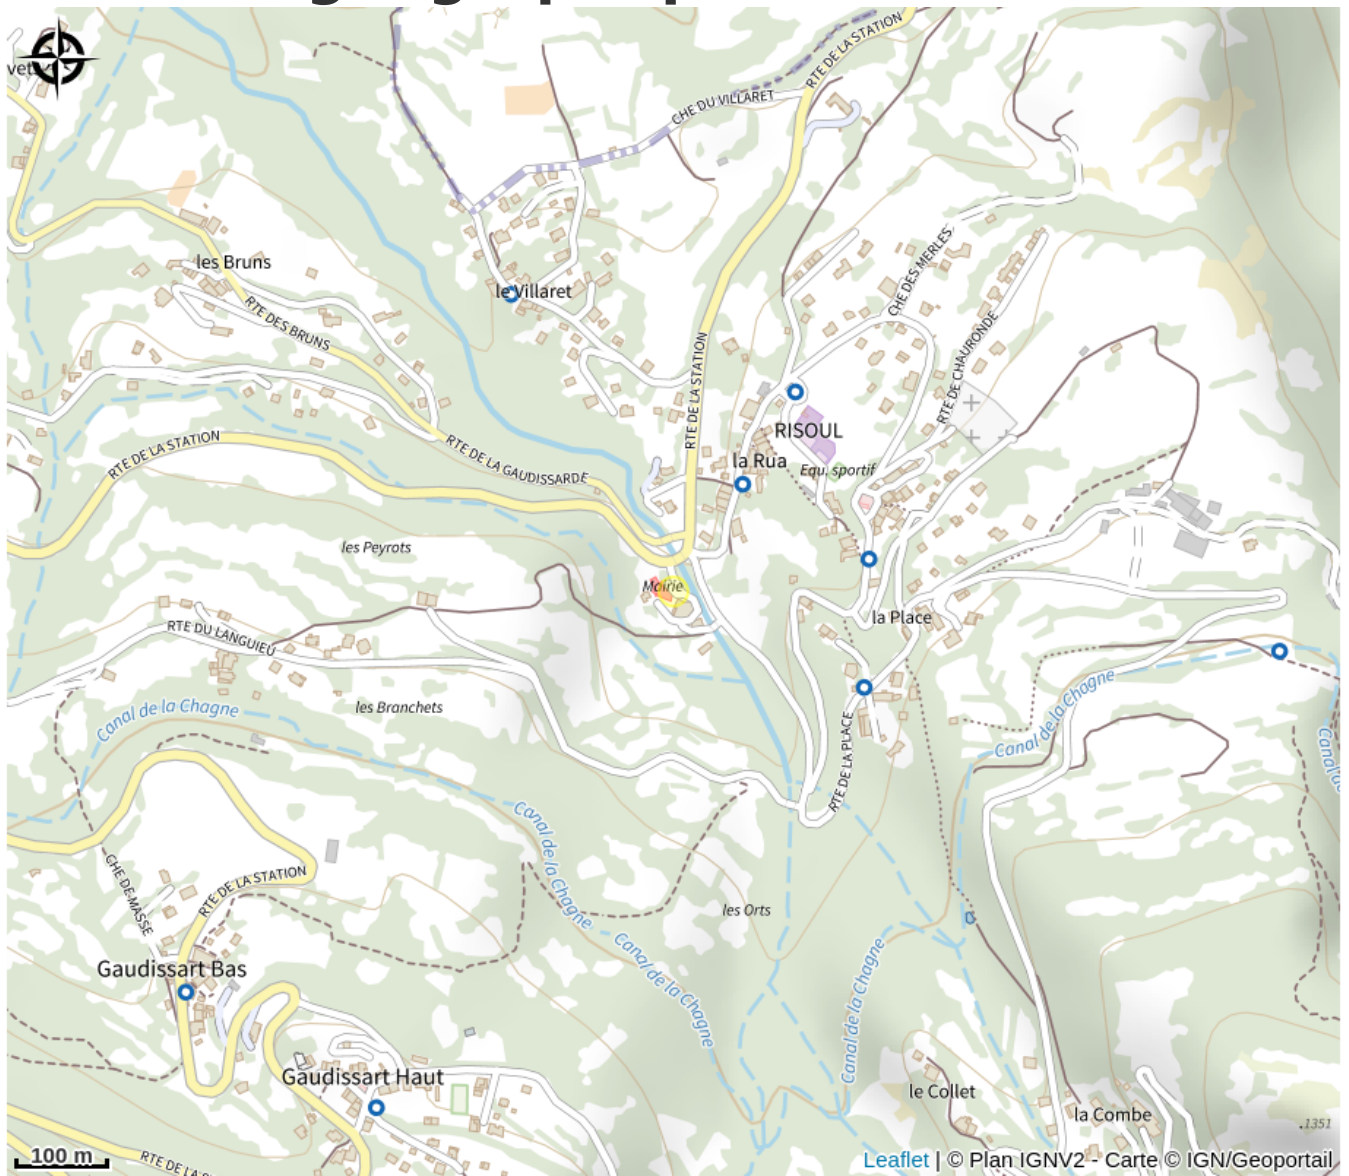 RTE DE LA STATION
CHE DU VILLARET
les Bruns
CHE DES MERLES
le Villaret
RTE DES BRUNS
RTE DE CHAURONDE
RTE DE LA STATION
RISOUL
RTE DE LA STATION
RTE DE LA GAUDISSARDE
la Rua
Equ. sportif
les Peyrots
Mairie
la Place
RTE DU LANGUIEU
Canal de la Chagne
les Branchets
Canal de la Chagne
RTE DE LA PLACE
Canal de la Chagne
CHE DE MASSE
RTE DE LA STATION
les Orts
Gaudissart Bas
Canal de la Chagne
Canal de la Chagne
Gaudissart Haut
le Collet
la Combe
1351
100 m
Leaflet | © Plan IGNV2 - Carte © IGN/Geoportail